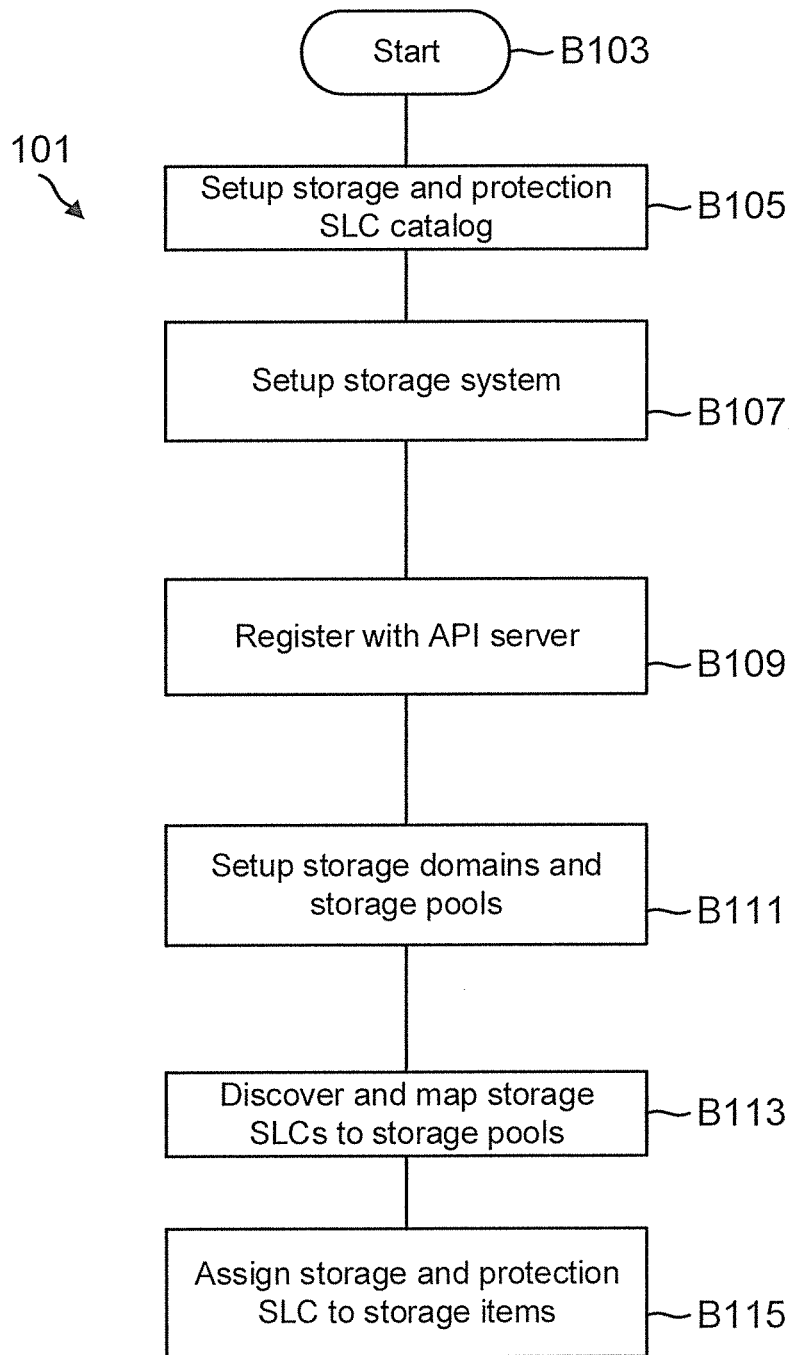 Start
B103
101
Setup storage and protection
SLC catalog
B105
Setup storage system
B107
Register with API server
B109
Setup storage domains and
storage pools
B111
Discover and map storage
SLCs to storage pools
B113
Assign storage and protection
SLC to storage items
B115